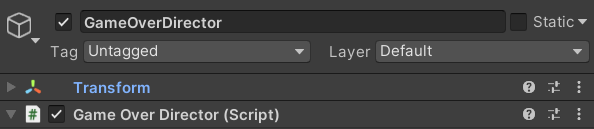 GameOverDirector
Static
Tag Untagged Layer Default
Transform
Game Over Director (Script)